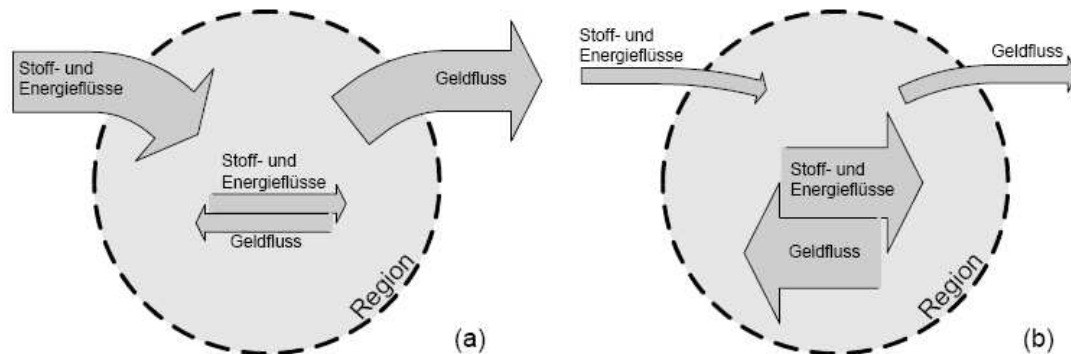 Stoff- und
Energieflüsse
Geldfluss
Stoff- und
Energieflüsse
Geldfluss
Region
(a)
Stoff- und
Energieflüsse
Geldfluss
Stoff- und
Energieflüsse
Geldfluss
Region
(b)